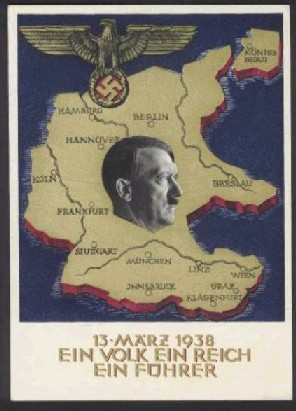 KÖNIGS
BERG
HAMBURG
BERLIN
HANNOVER
KÖLN
BRESLAU
FRANKFURT
STUTTGART
MÜNCHEN
LINZ
WIEN
INNSBRUCK
GRAZ
KLAGENFURT
13·MÄRZ 1938
EIN VOLK EIN REICH
EIN FÜHRER